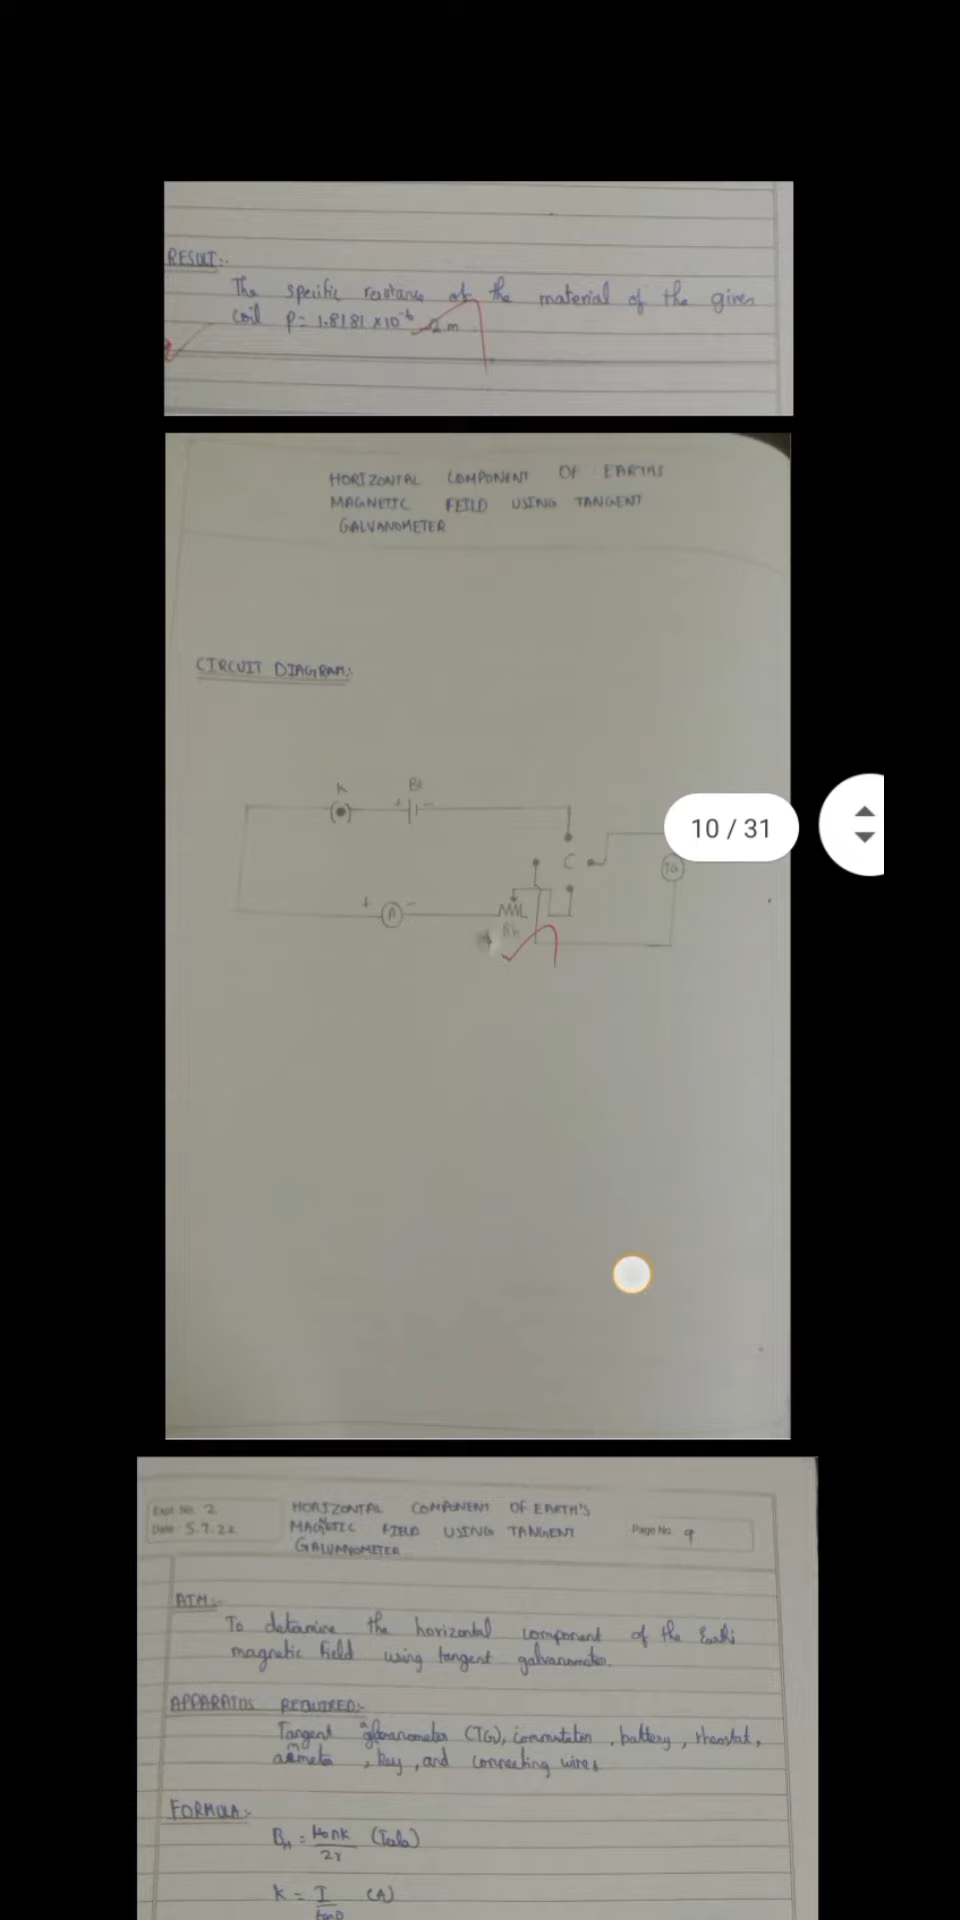 RESULT:-
The specific resistance of the material of the given
coil ρ = 1.8181 ×10⁻⁶ Ωm
HORIZONTAL COMPONENT OF EARTHS
MAGNETIC FEILD USING TANGENT
GALVANOMETER
CIRCUIT DIAGRAM:-
K
Bt
+ −
10 / 31
C
TG
+ A −
Rh
Expt. No. 2
Date 5.7.22
HORIZONTAL COMPONENT OF EARTH'S
MAGNETIC FIELD USING TANGENT
GALVANOMETER
Page No. 9
AIM:-
To determine the horizontal component of the Earth's
magnetic field using tangent galvanometer.
APPARATUS REQUIRED:-
Tangent galvanometer (TG), commutator, battery, rheostat,
ammeter, key, and connecting wires
FORMULA:-
B_H = μ₀nK / 2r (Tesla)
k = I / tanθ (A)